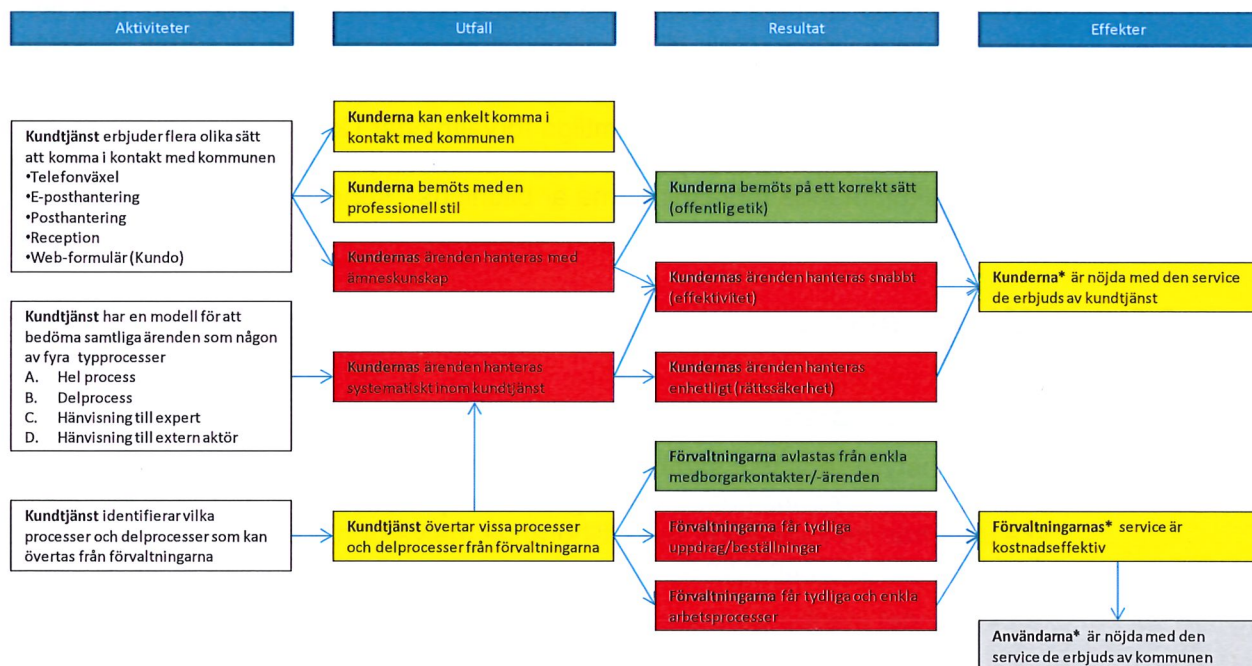 Aktiviteter
Utfall
Resultat
Effekter
Kundtjänst erbjuder flera olika sätt
att komma i kontakt med kommunen
•Telefonväxel
•E-posthantering
•Posthantering
•Reception
•Web-formulär (Kundo)
Kundtjänst har en modell för att
bedöma samtliga ärenden som någon
av fyra typprocesser
A. Hel process
B. Delprocess
C. Hänvisning till expert
D. Hänvisning till extern aktör
Kundtjänst identifierar vilka
processer och delprocesser som kan
övertas från förvaltningarna
Kunderna kan enkelt komma i
kontakt med kommunen
Kunderna bemöts med en
professionell stil
Kundernas ärenden hanteras med
ämneskunskap
Kundernas ärenden hanteras
systematiskt inom kundtjänst
Kundtjänst övertar vissa processer
och delprocesser från förvaltningarna
Kunderna bemöts på ett korrekt sätt
(offentlig etik)
Kundernas ärenden hanteras snabbt
(effektivitet)
Kundernas ärenden hanteras
enhetligt (rättssäkerhet)
Förvaltningarna avlastas från enkla
medborgarkontakter/-ärenden
Förvaltningarna får tydliga
uppdrag/beställningar
Förvaltningarna får tydliga och enkla
arbetsprocesser
Kunderna* är nöjda med den service
de erbjuds av kundtjänst
Förvaltningarnas* service är
kostnadseffektiv
Användarna* är nöjda med den
service de erbjuds av kommunen